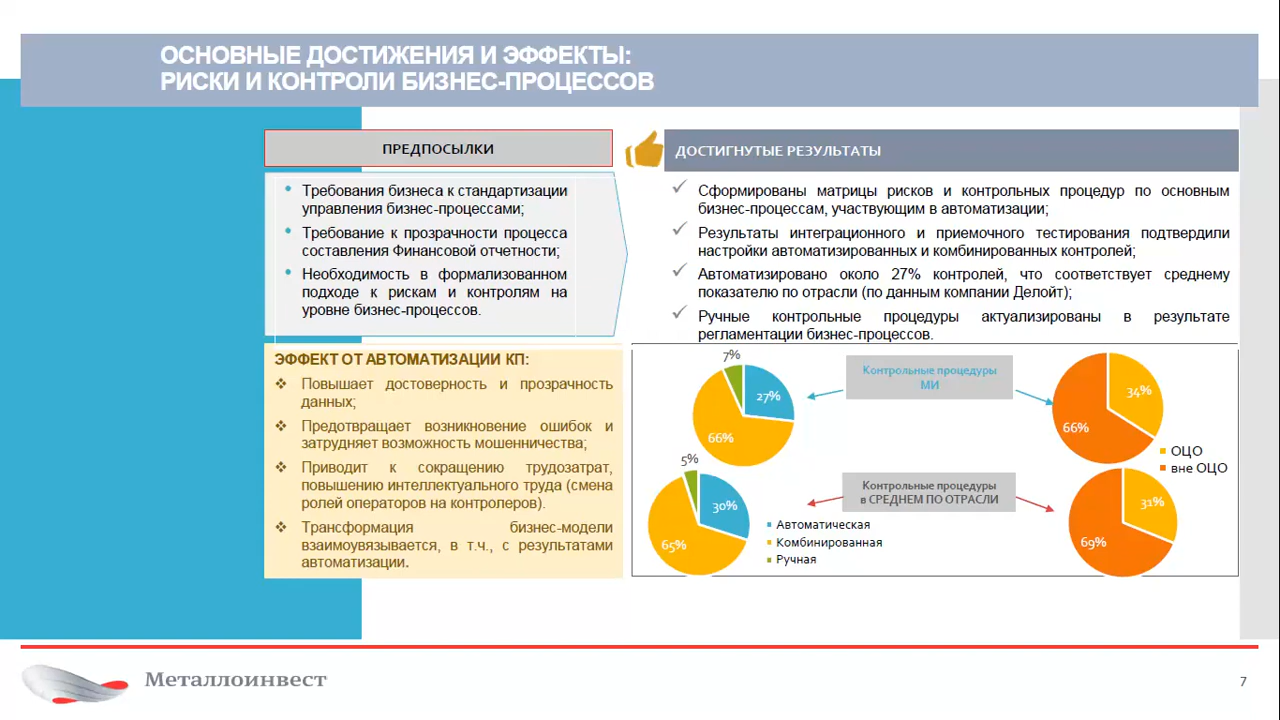 ОСНОВНЫЕ ДОСТИЖЕНИЯ И ЭФФЕКТЫ:
РИСКИ И КОНТРОЛИ БИЗНЕС-ПРОЦЕССОВ
ПРЕДПОСЫЛКИ
Требования бизнеса к стандартизации
управления бизнес-процессами;
Требование к прозрачности процесса
составления Финансовой отчетности;
Необходимость в формализованном
подходе к рискам и контролям на
уровне бизнес-процессов.
ДОСТИГНУТЫЕ РЕЗУЛЬТАТЫ
Сформированы матрицы рисков и контрольных процедур по основным
бизнес-процессам, участвующим в автоматизации;
Результаты интеграционного и приемочного тестирования подтвердили
настройки автоматизированных и комбинированных контролей;
Автоматизировано около 27% контролей, что соответствует среднему
показателю по отрасли (по данным компании Делойт);
Ручные контрольные процедуры актуализированы в результате
регламентации бизнес-процессов.
ЭФФЕКТ ОТ АВТОМАТИЗАЦИИ КП:
Повышает достоверность и прозрачность
данных;
Предотвращает возникновение ошибок и
затрудняет возможность мошенничества;
Приводит к сокращению трудозатрат,
повышению интеллектуального труда (смена
ролей операторов на контролеров).
Трансформация бизнес-модели
взаимоувязывается, в т.ч., с результатами
автоматизации.
7%
27%
66%
Контрольные процедуры
МИ
34%
66%
ОЦО
вне ОЦО
5%
30%
65%
Контрольные процедуры
в СРЕДНЕМ ПО ОТРАСЛИ
31%
69%
Автоматическая
Комбинированная
Ручная
Металлоинвест
7